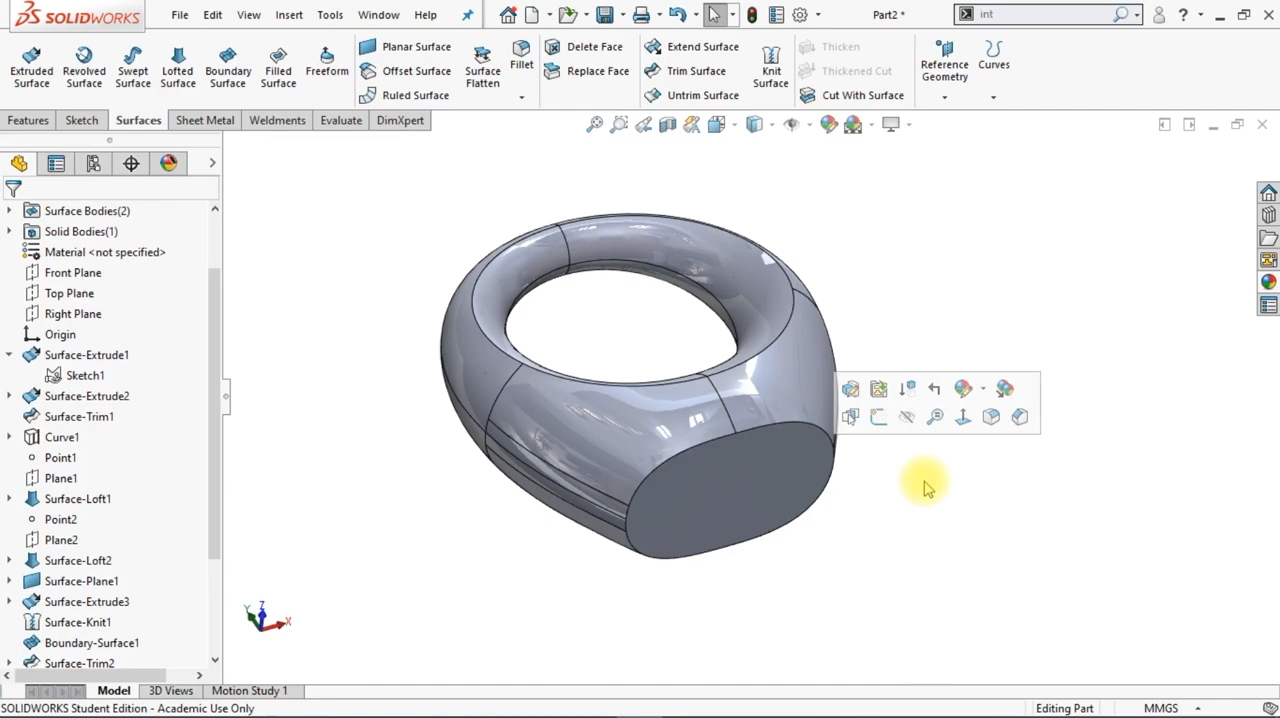 SOLIDWORKS File Edit View Insert Tools Window Help Part2 * int
Extruded Surface Revolved Surface Swept Surface Lofted Surface Boundary Surface Filled Surface Freeform
Planar Surface
Offset Surface
Ruled Surface
Surface Flatten Fillet
Delete Face
Replace Face
Extend Surface
Trim Surface
Untrim Surface
Knit Surface
Thicken
Thickened Cut
Cut With Surface
Reference Geometry Curves
Features Sketch Surfaces Sheet Metal Weldments Evaluate DimXpert
Surface Bodies(2)
Solid Bodies(1)
Material <not specified>
Front Plane
Top Plane
Right Plane
Origin
Surface-Extrude1
Sketch1
Surface-Extrude2
Surface-Trim1
Curve1
Point1
Plane1
Surface-Loft1
Point2
Plane2
Surface-Loft2
Surface-Plane1
Surface-Extrude3
Surface-Knit1
Boundary-Surface1
Surface-Trim2
Y Z X
Model 3D Views Motion Study 1
SOLIDWORKS Student Edition - Academic Use Only Editing Part MMGS